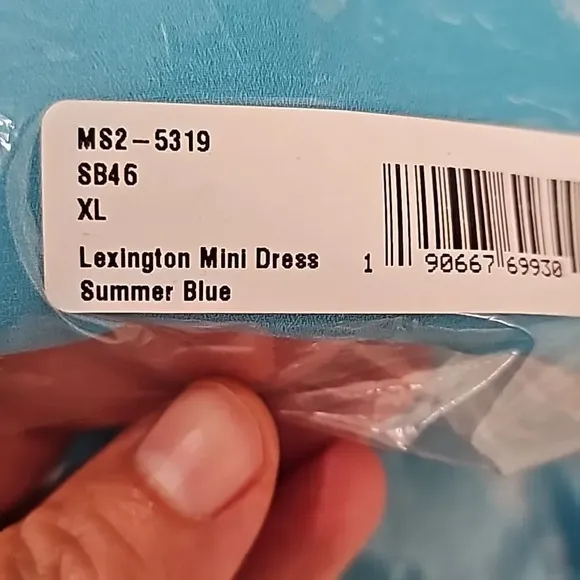 MS2-5319
SB46
XL
Lexington Mini Dress
Summer Blue
1 90667 69930